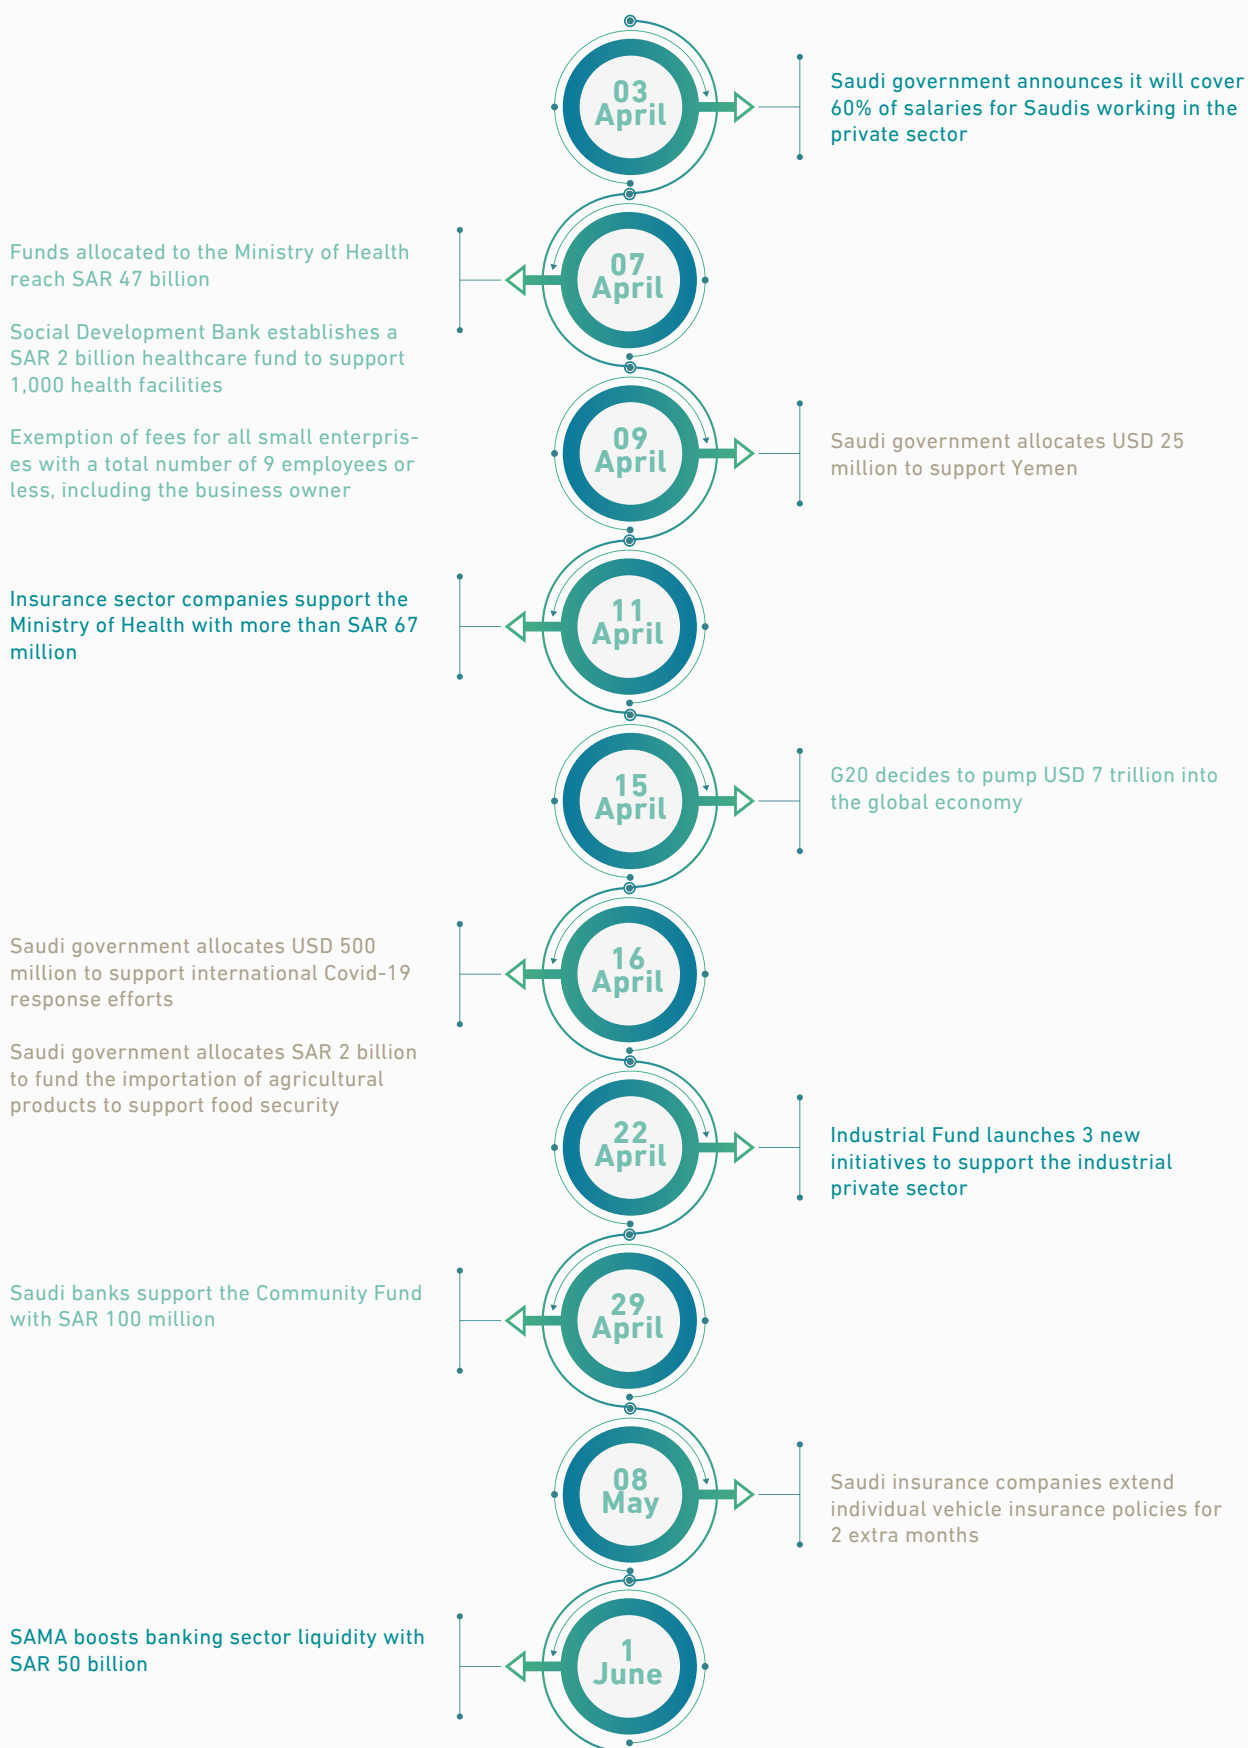 03
April
Saudi government announces it will cover
60% of salaries for Saudis working in the
private sector
07
April
Funds allocated to the Ministry of Health
reach SAR 47 billion
Social Development Bank establishes a
SAR 2 billion healthcare fund to support
1,000 health facilities
Exemption of fees for all small enterpris-
es with a total number of 9 employees or
less, including the business owner
09
April
Saudi government allocates USD 25
million to support Yemen
11
April
Insurance sector companies support the
Ministry of Health with more than SAR 67
million
15
April
G20 decides to pump USD 7 trillion into
the global economy
16
April
Saudi government allocates USD 500
million to support international Covid-19
response efforts
Saudi government allocates SAR 2 billion
to fund the importation of agricultural
products to support food security
22
April
Industrial Fund launches 3 new
initiatives to support the industrial
private sector
29
April
Saudi banks support the Community Fund
with SAR 100 million
08
May
Saudi insurance companies extend
individual vehicle insurance policies for
2 extra months
1
June
SAMA boosts banking sector liquidity with
SAR 50 billion